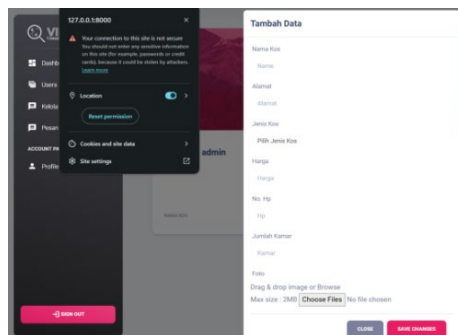 127.0.0.1:8000
Your connection to this site is not secure
You should not enter any sensitive information
on this site (for example, passwords or credit
cards), because it could be stolen by attackers.
Learn more
Location
Reset permission
Cookies and site data
Site settings
Users
Kelola
Pesan
ACCOUNT
Profile
SIGN OUT
admin
Tambah Data
Nama Kos
Name
Alamat
Alamat
Jenis Kos
Pilih Jenis Kos
Harga
Harga
No. Hp
Hp
Jumlah Kamar
Kamar
Foto
Drag & drop image or Browse
Max size : 2MB Choose Files No file chosen
CLOSE
SAVE CHANGES